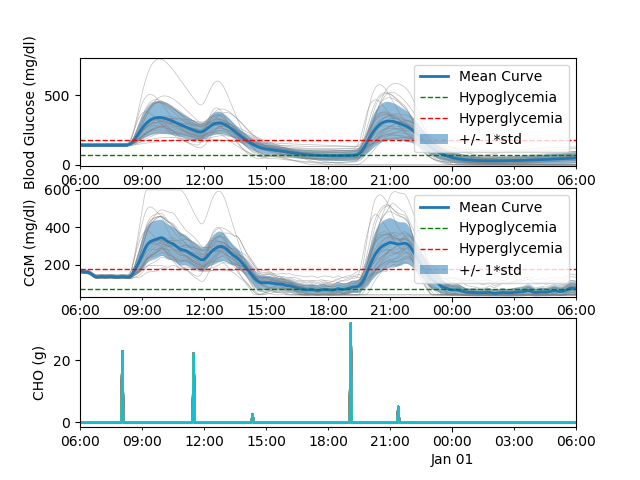 Blood Glucose (mg/dl)
500
0
Mean Curve
Hypoglycemia
Hyperglycemia
+/- 1*std
06:00 09:00 12:00 15:00 18:00 21:00 00:00 03:00 06:00
CGM (mg/dl)
600
400
200
Mean Curve
Hypoglycemia
Hyperglycemia
+/- 1*std
06:00 09:00 12:00 15:00 18:00 21:00 00:00 03:00 06:00
CHO (g)
20
0
06:00 09:00 12:00 15:00 18:00 21:00 00:00 03:00 06:00
Jan 01